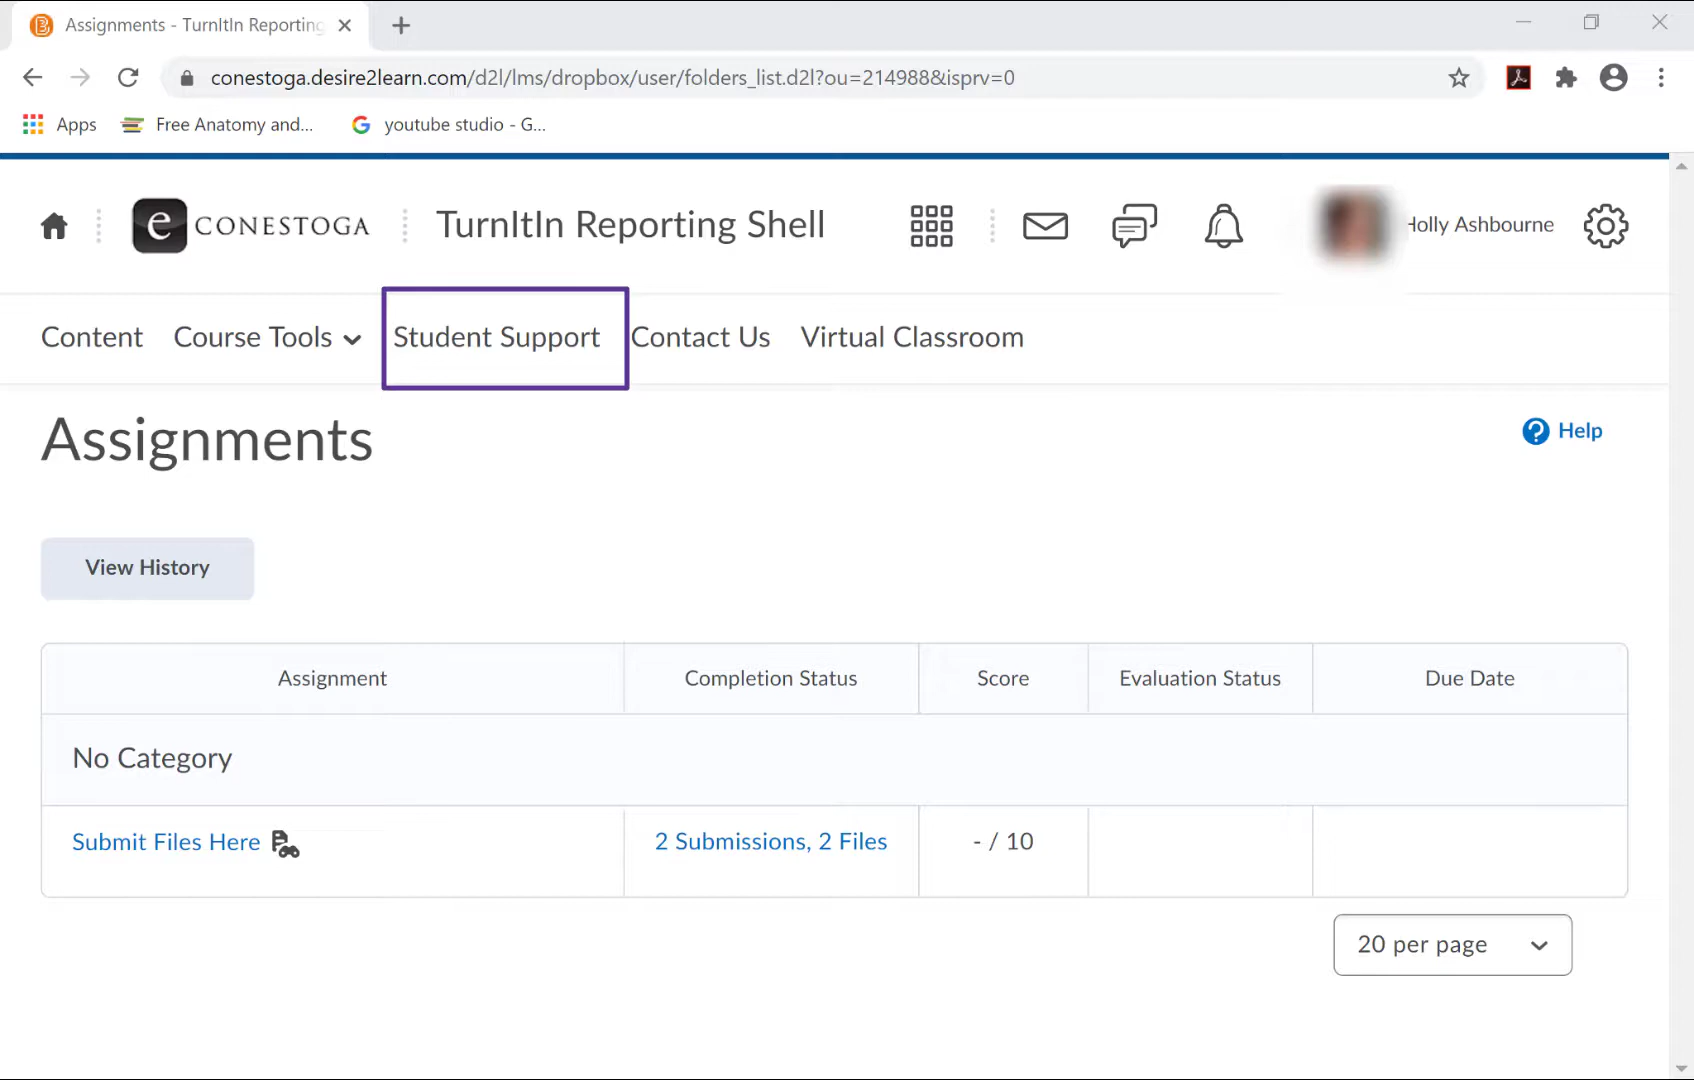 Assignments - TurnItIn Reporting
conestoga.desire2learn.com/d2l/lms/dropbox/user/folders_list.d2l?ou=214988&isprv=0
Apps
Free Anatomy and...
youtube studio - G...
e CONESTOGA
TurnItIn Reporting Shell
Holly Ashbourne
Content
Course Tools
Student Support
Contact Us
Virtual Classroom
Assignments
Help
View History
Assignment
Completion Status
Score
Evaluation Status
Due Date
No Category
Submit Files Here
2 Submissions, 2 Files
- / 10
20 per page